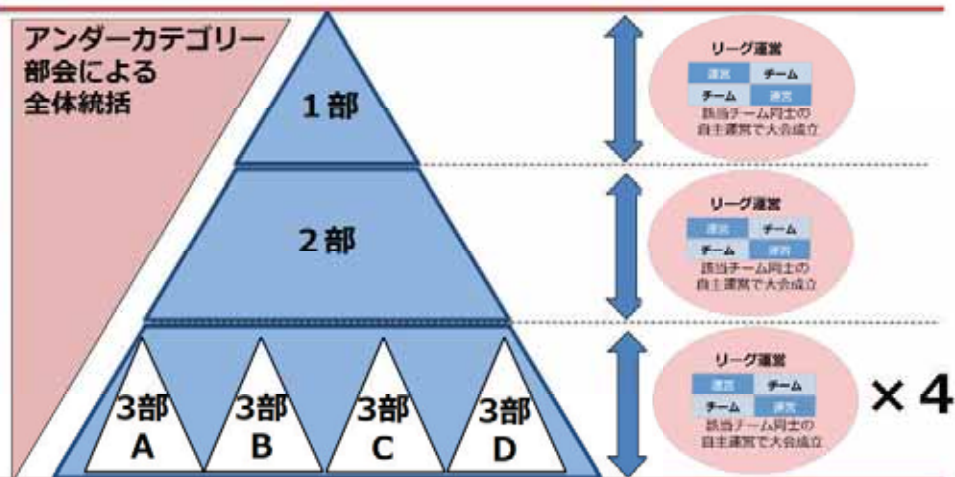 アンダーカテゴリー
部会による
全体統括
1部
2部
3部
A
3部
B
3部
C
3部
D
リーグ運営
運営 チーム
チーム 運営
該当チーム同士の
自主運営で大会成立
リーグ運営
運営 チーム
チーム 運営
該当チーム同士の
自主運営で大会成立
リーグ運営
運営 チーム
チーム 運営
該当チーム同士の
自主運営で大会成立
×4